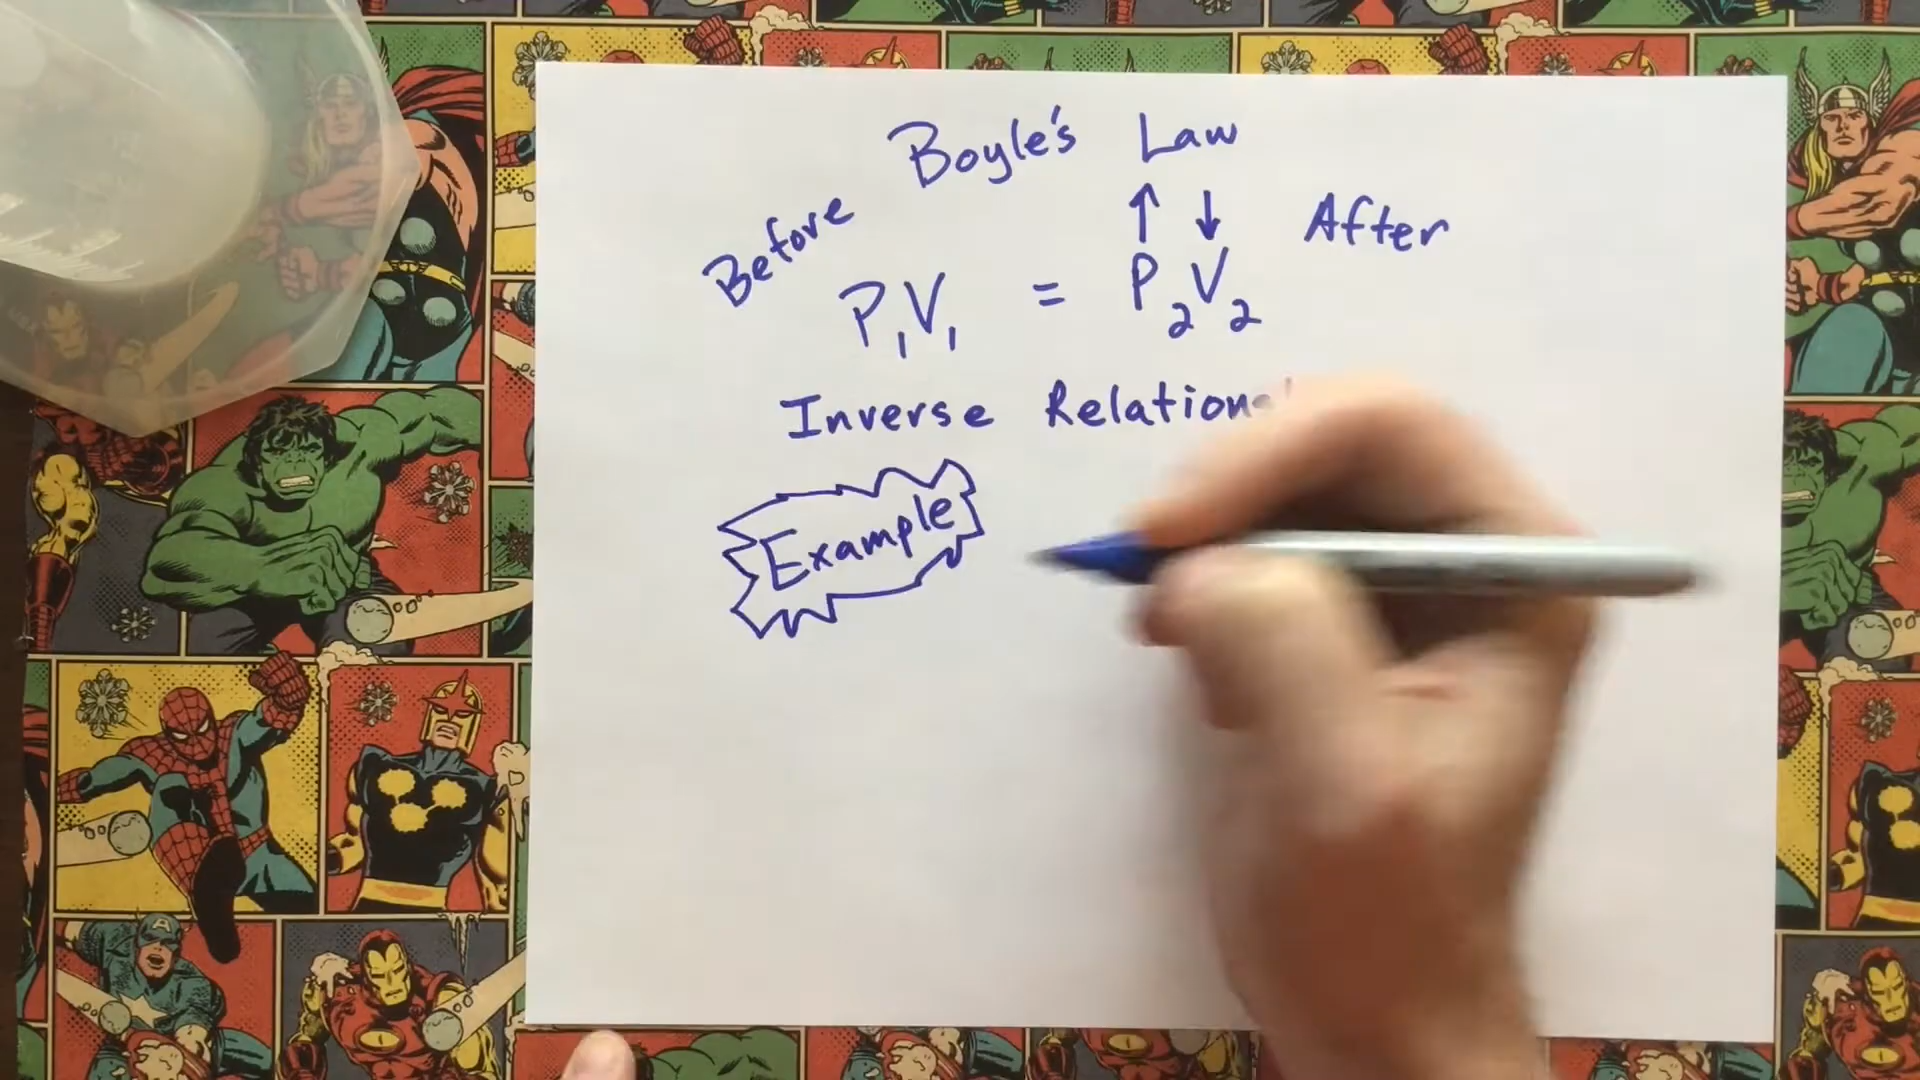 Boyle's Law
Before ↑ ↓ After
P₁V₁ = P₂V₂
Inverse
Example